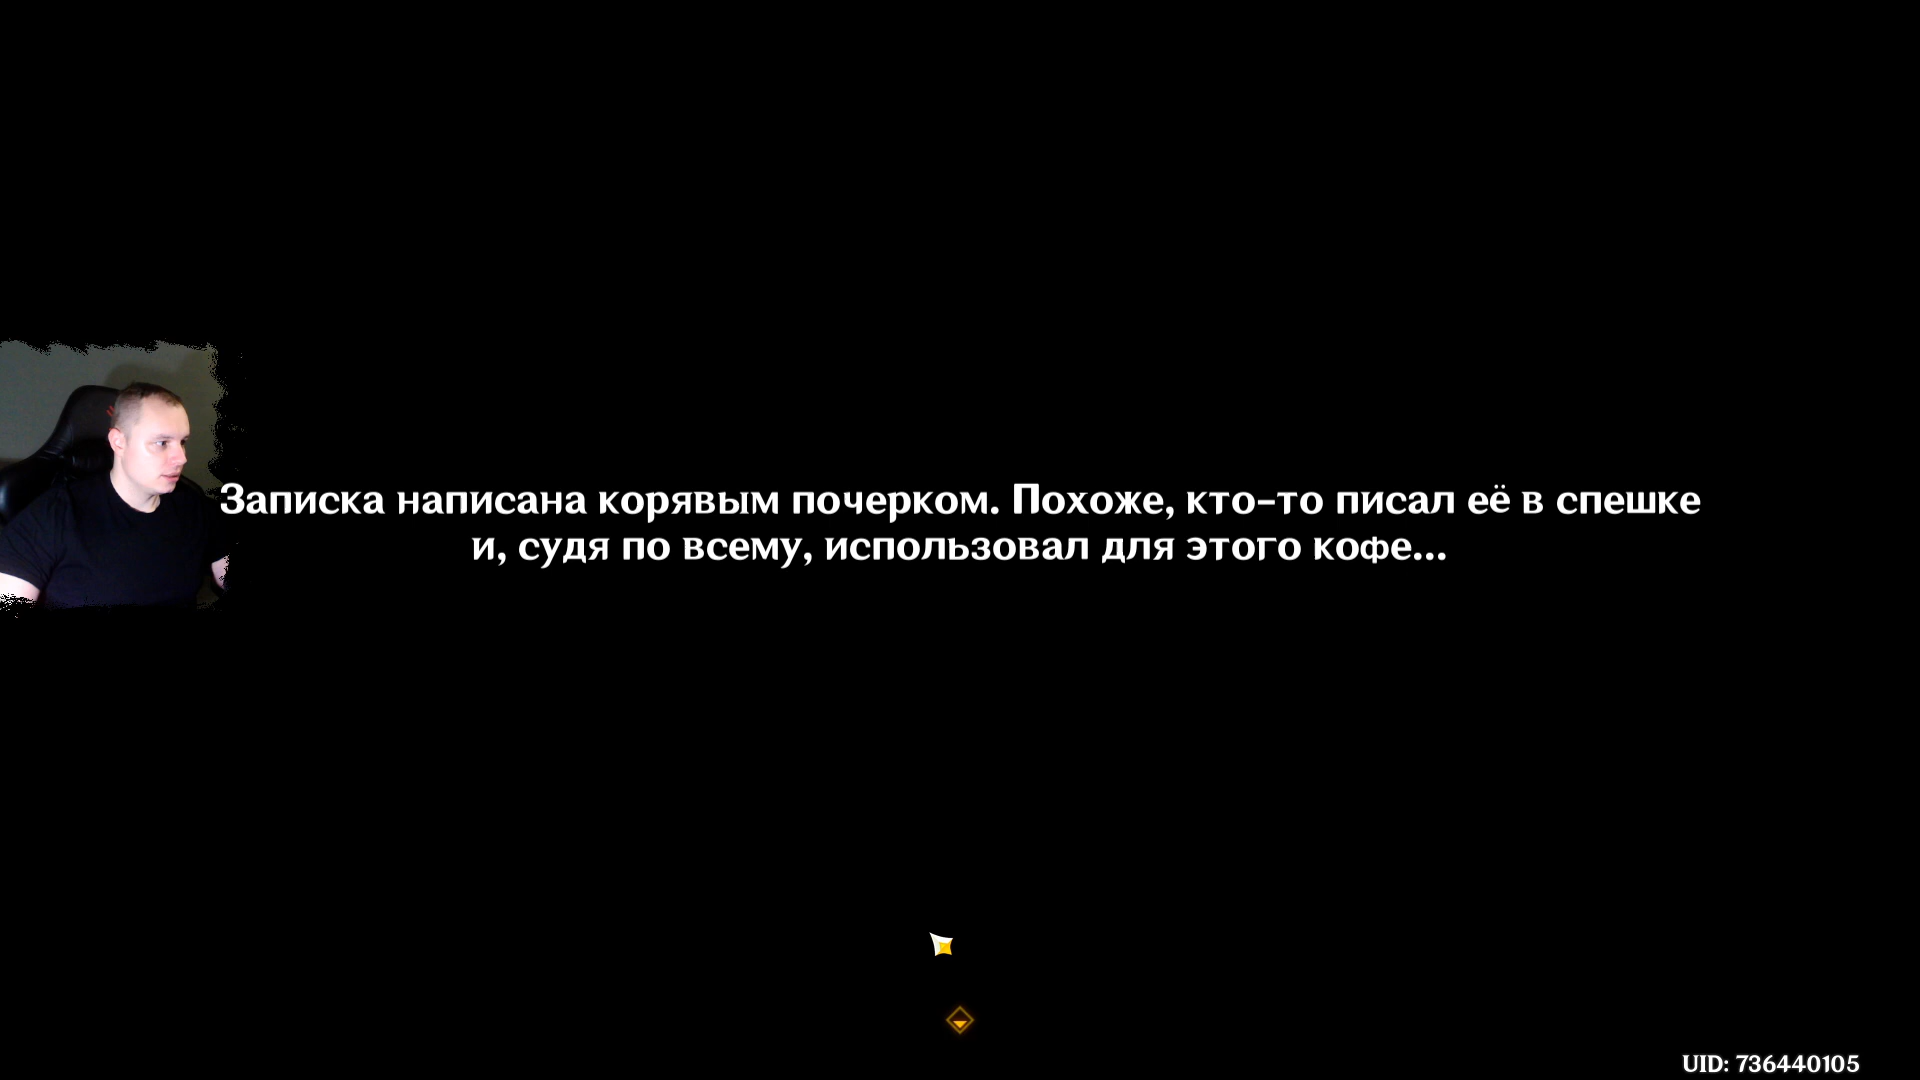 Записка написана корявым почерком. Похоже, кто-то писал её в спешке
и, судя по всему, использовал для этого кофе...
UID: 736440105